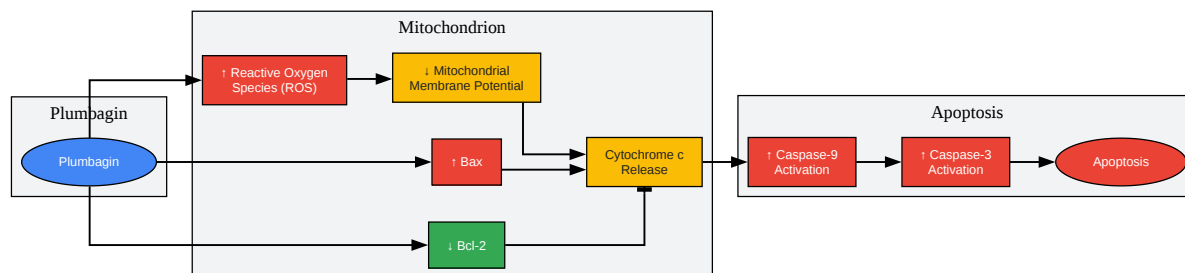 Mitochondrion
↑ Reactive Oxygen
Species (ROS)
↓ Mitochondrial
Membrane Potential
Plumbagin
Plumbagin
↑ Bax
Cytochrome c
Release
↓ Bcl-2
Apoptosis
↑ Caspase-9
Activation
↑ Caspase-3
Activation
Apoptosis